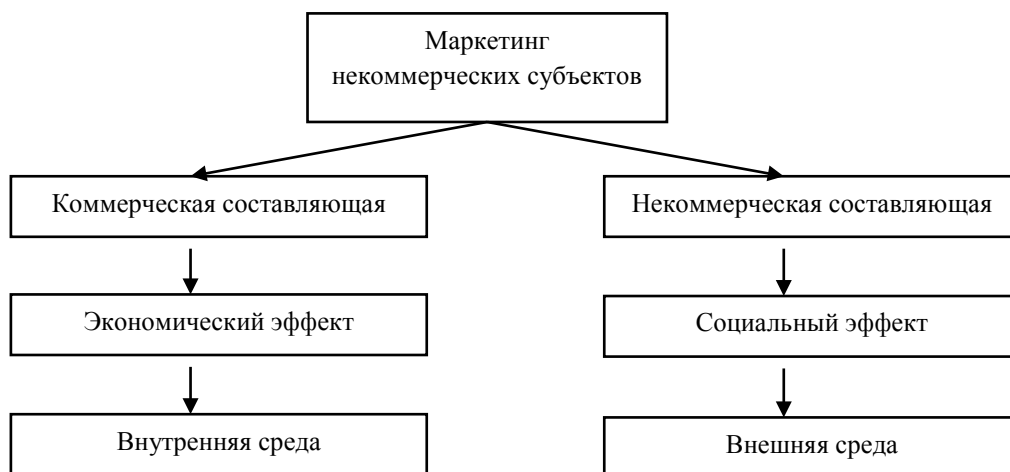 Маркетинг
некоммерческих субъектов
Коммерческая составляющая
Некоммерческая составляющая
Экономический эффект
Социальный эффект
Внутренняя среда
Внешняя среда